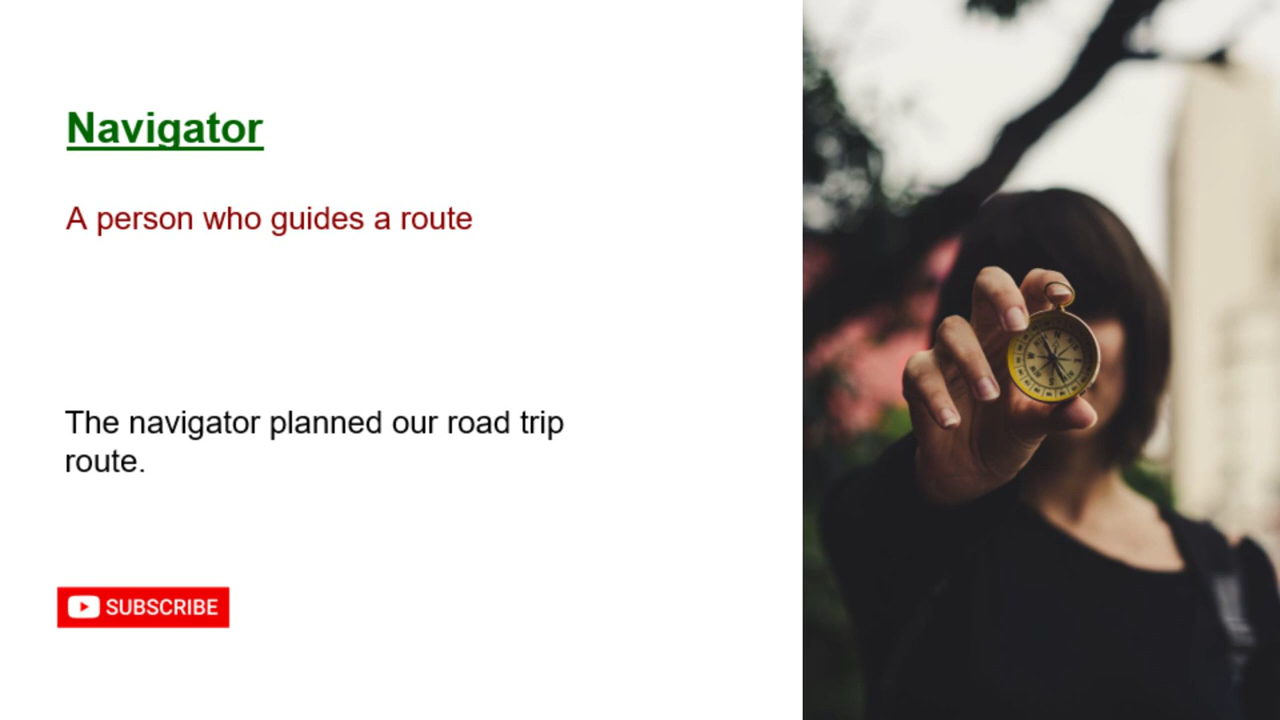 Navigator
A person who guides a route
The navigator planned our road trip
route.
SUBSCRIBE